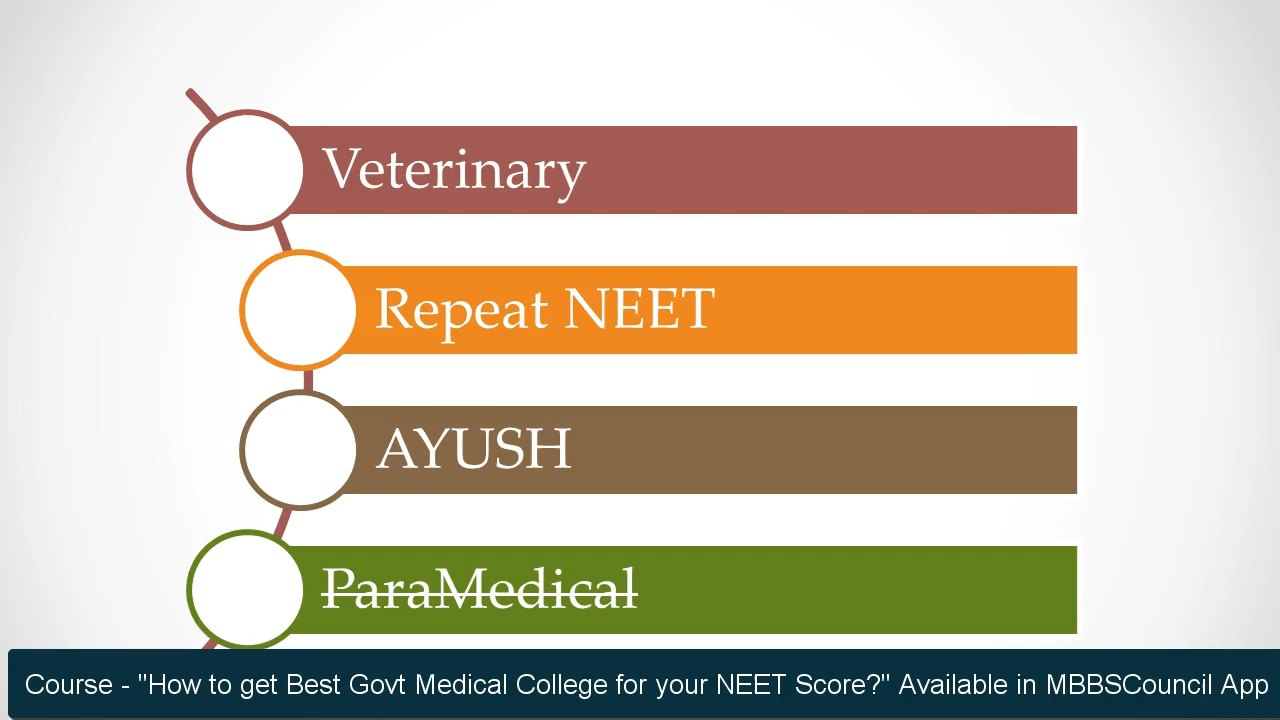 Veterinary
Repeat NEET
AYUSH
ParaMedical
Course - "How to get Best Govt Medical College for your NEET Score?" Available in MBBSCouncil App